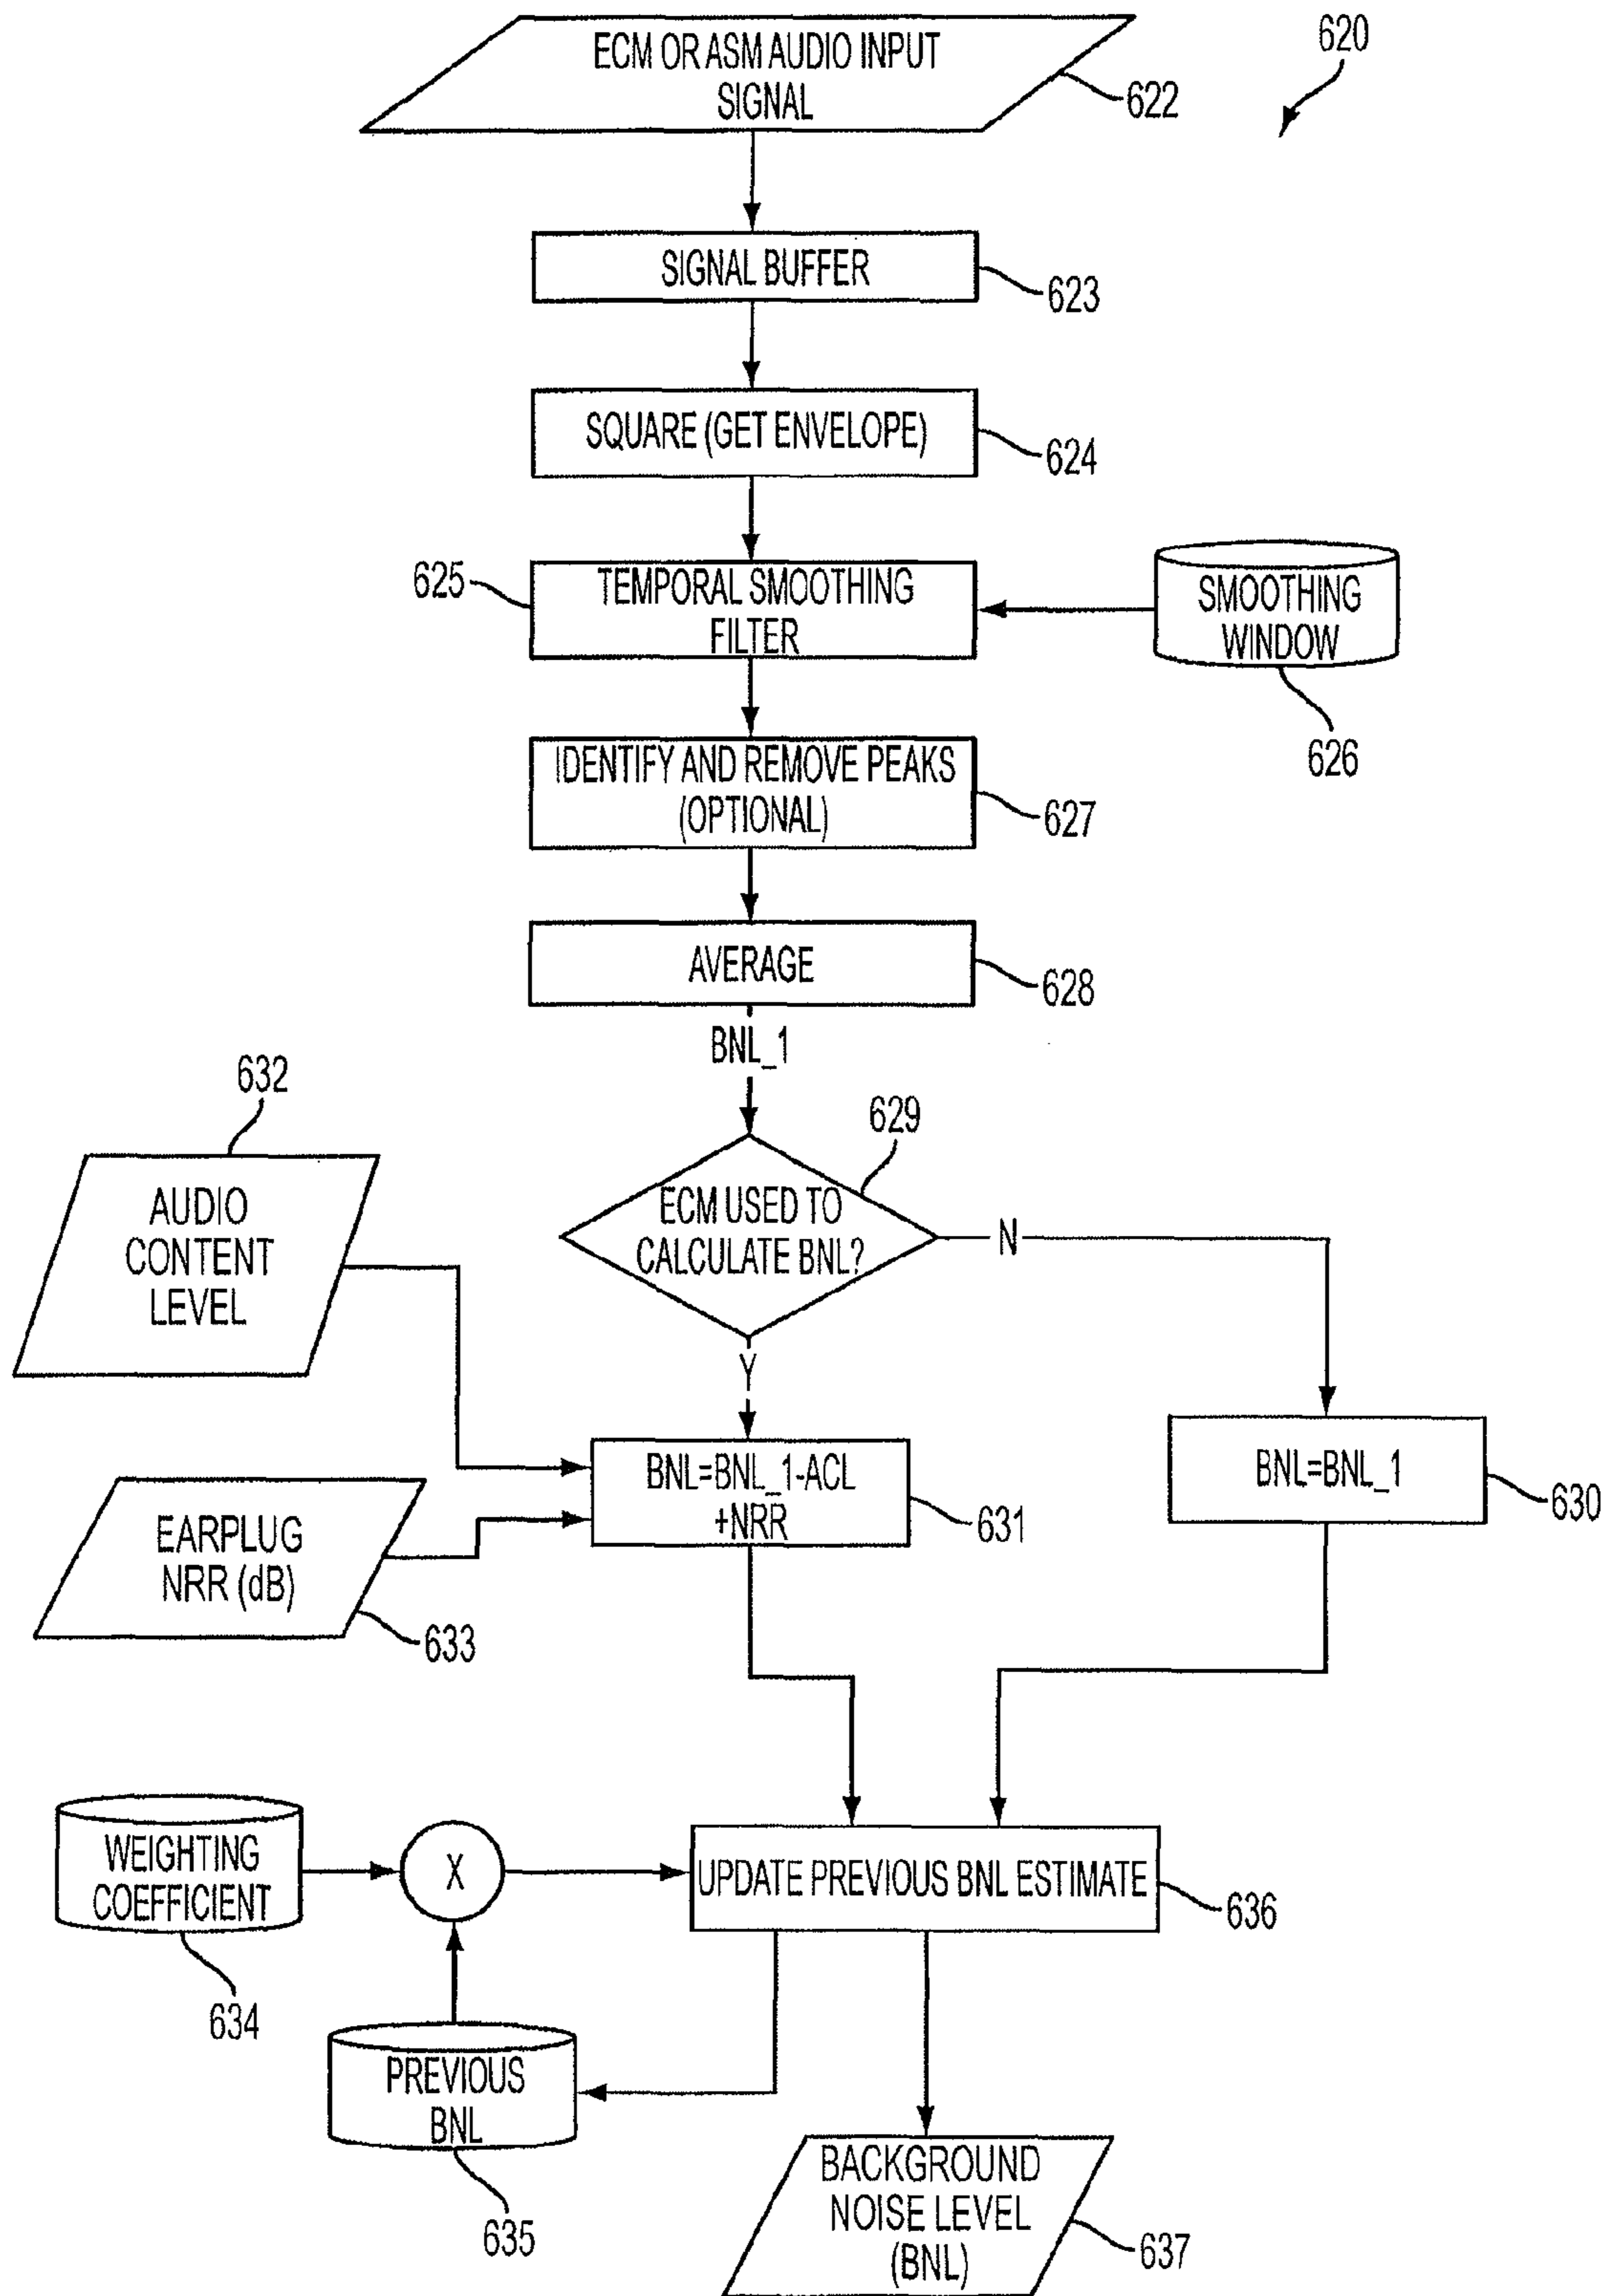 ECM OR ASM AUDIO INPUT
SIGNAL
622
620
SIGNAL BUFFER
623
SQUARE (GET ENVELOPE)
624
625
TEMPORAL SMOOTHING
FILTER
SMOOTHING
WINDOW
626
IDENTIFY AND REMOVE PEAKS
(OPTIONAL)
627
AVERAGE
628
BNL_1
632
AUDIO
CONTENT
LEVEL
629
ECM USED TO
CALCULATE BNL?
N
Y
BNL=BNL_1-ACL
+NRR
631
BNL=BNL_1
630
EARPLUG
NRR (dB)
633
WEIGHTING
COEFFICIENT
634
X
UPDATE PREVIOUS BNL ESTIMATE
636
PREVIOUS
BNL
635
BACKGROUND
NOISE LEVEL
(BNL)
637